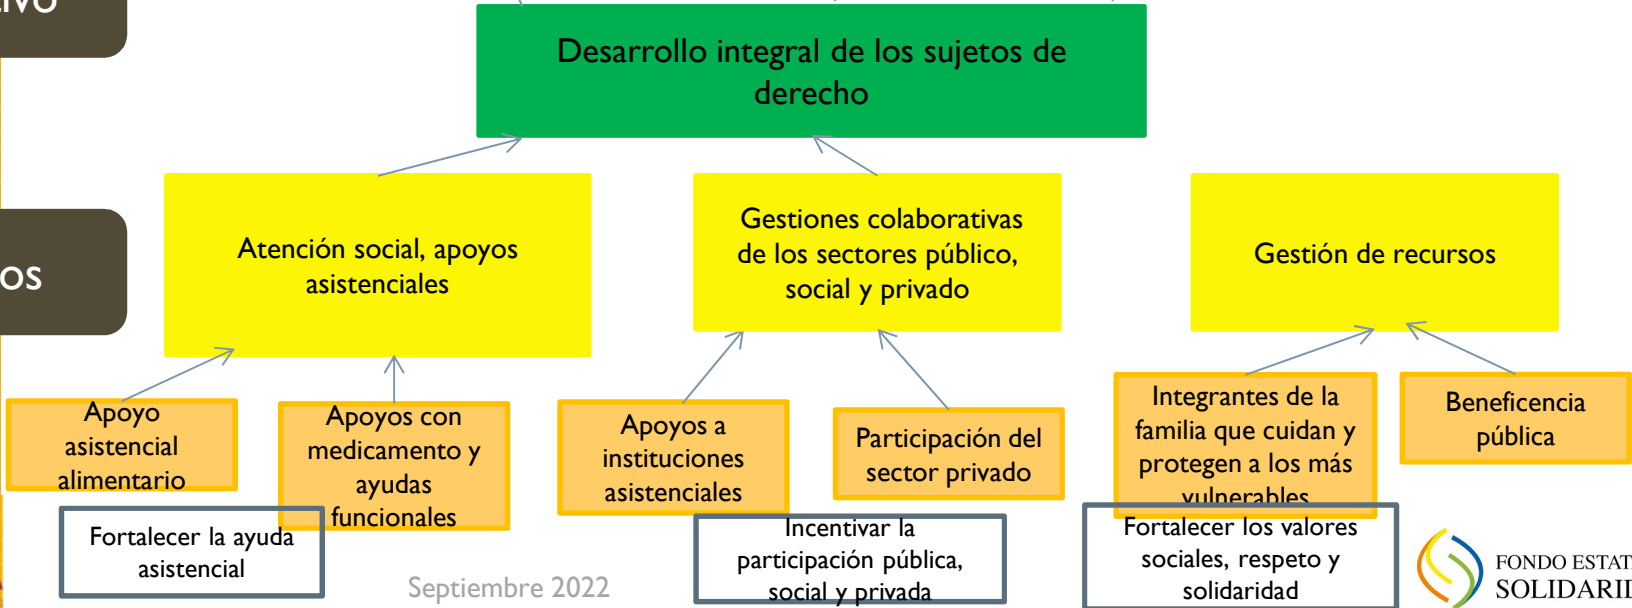 Desarrollo integral de los sujetos de
derecho
Atención social, apoyos
asistenciales
Gestiones colaborativas
de los sectores público,
social y privado
Gestión de recursos
Apoyo
asistencial
alimentario
Apoyos con
medicamento y
ayudas
funcionales
Apoyos a
instituciones
asistenciales
Participación del
sector privado
Integrantes de la
familia que cuidan y
protegen a los más
vulnerables
Beneficencia
pública
Fortalecer la ayuda
asistencial
Incentivar la
participación pública,
social y privada
Fortalecer los valores
sociales, respeto y
solidaridad
Septiembre 2022
FONDO